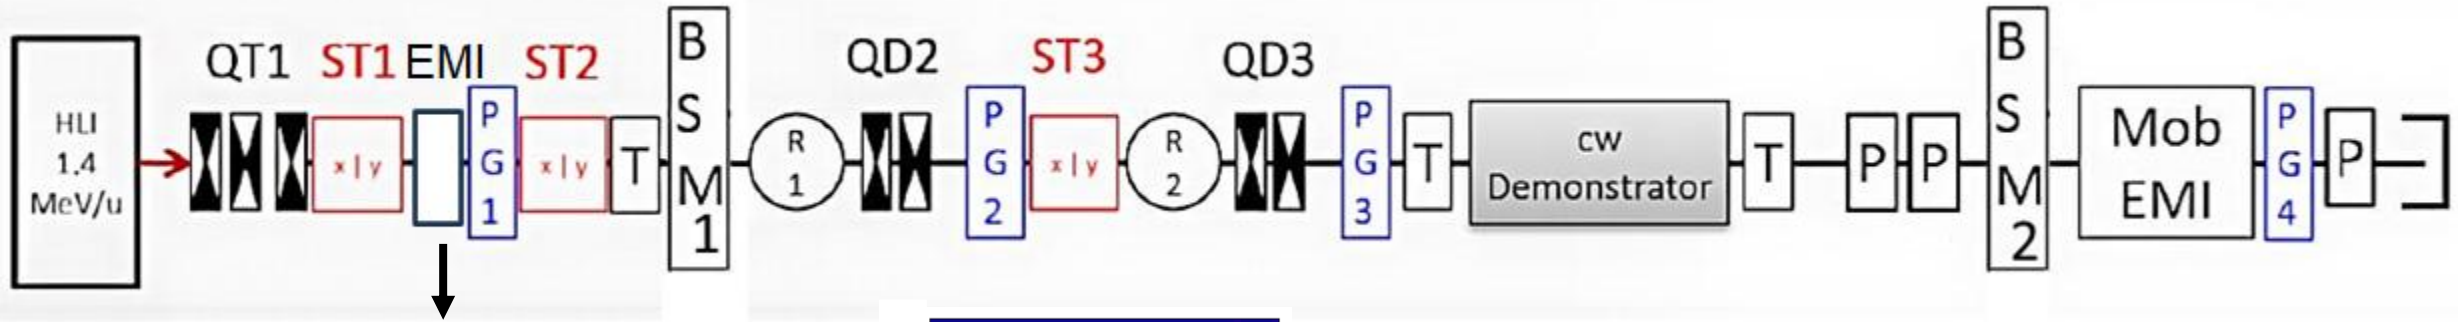 HLI
1.4
MeV/u
QT1
ST1
x|y
EMI
P
G
1
ST2
x|y
T
B
S
M
1
R
1
QD2
P
G
2
ST3
x|y
R
2
QD3
P
G
3
T
cw
Demonstrator
T
P
P
B
S
M
2
Mob
EMI
P
G
4
P